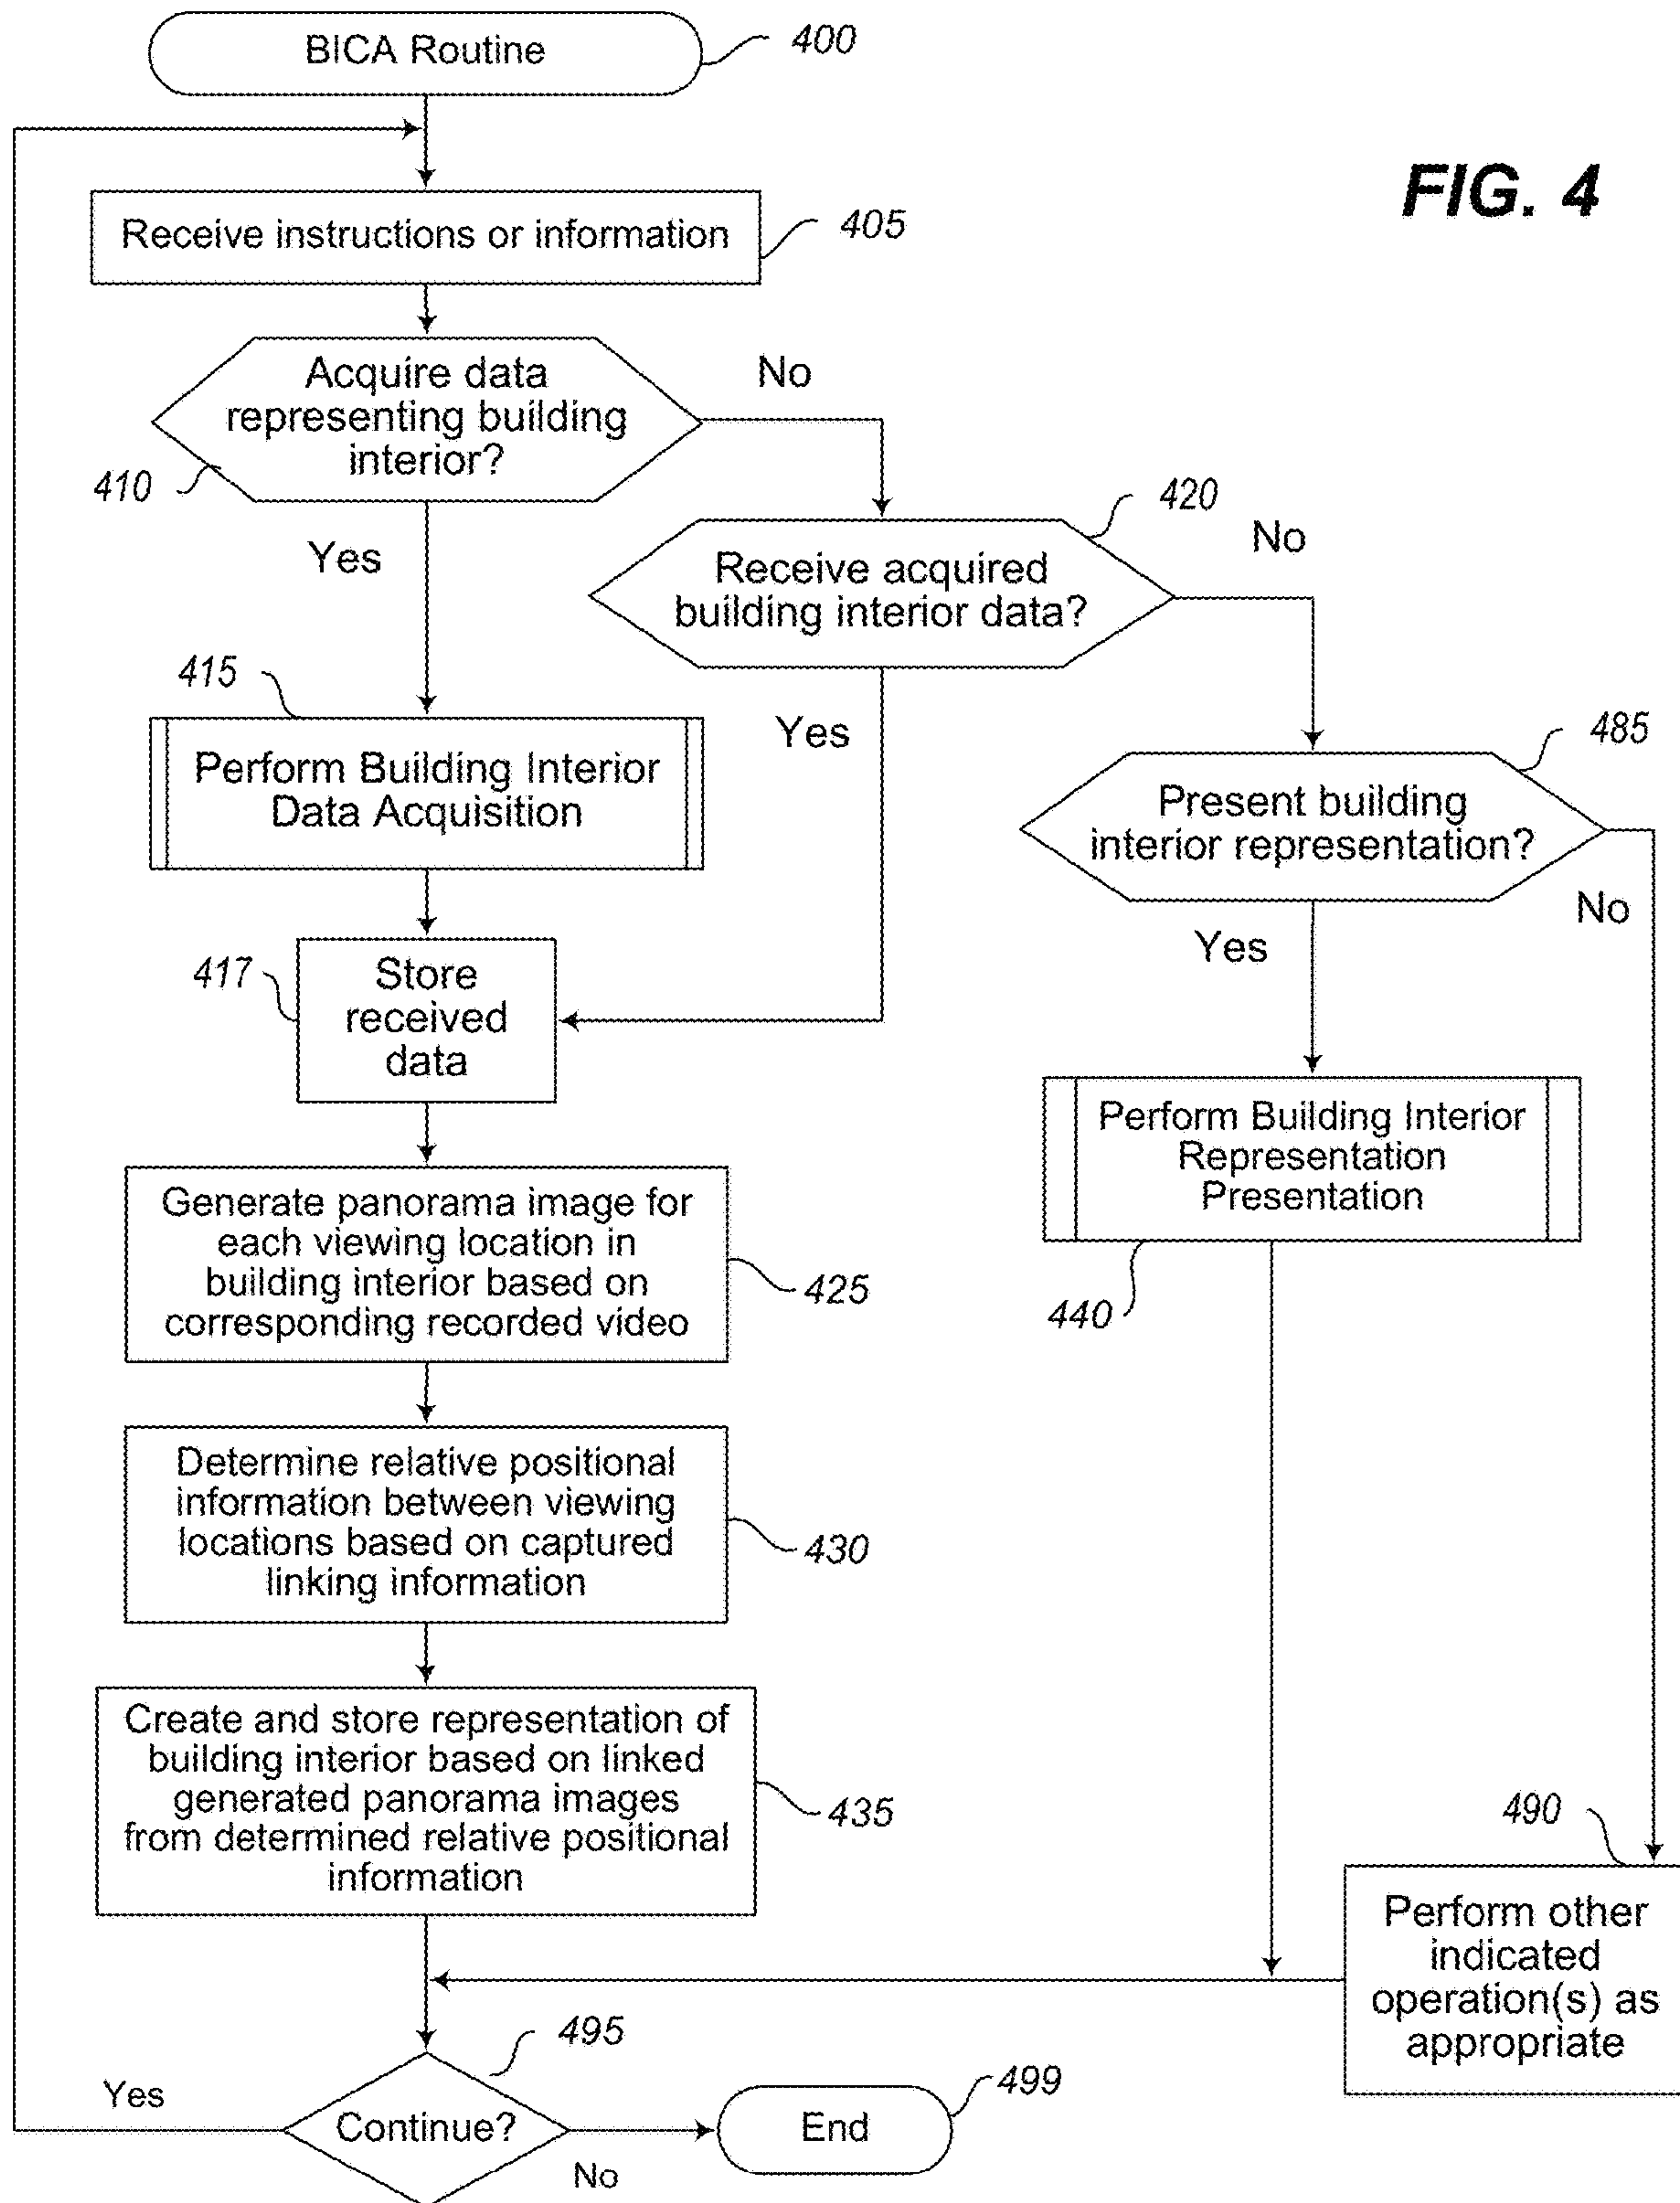 BICA Routine
400
FIG. 4
Receive instructions or information
405
Acquire data
representing building
interior?
410
No
Yes
420
Receive acquired
building interior data?
No
Yes
415
Perform Building Interior
Data Acquisition
485
Present building
interior representation?
No
Yes
417
Store
received
data
Perform Building Interior
Representation
Presentation
440
Generate panorama image for
each viewing location in
building interior based on
corresponding recorded video
425
Determine relative positional
information between viewing
locations based on captured
linking information
430
Create and store representation of
building interior based on linked
generated panorama images
from determined relative positional
information
435
490
Perform other
indicated
operation(s) as
appropriate
495
Yes
Continue?
No
End
499